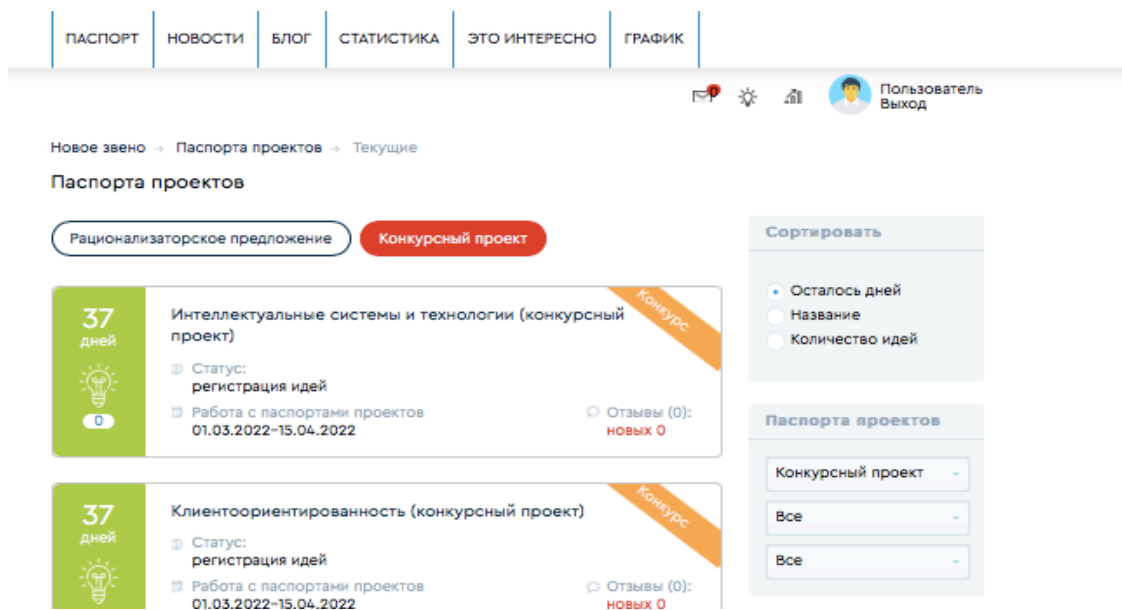 ПАСПОРТ НОВОСТИ БЛОГ СТАТИСТИКА ЭТО ИНТЕРЕСНО ГРАФИК
0
Пользователь
Выход
Новое звено → Паспорта проектов → Текущие
Паспорта проектов
Рационализаторское предложение Конкурсный проект
37
дней
0
Конкурс
Интеллектуальные системы и технологии (конкурсный
проект)
Статус:
регистрация идей
Работа с паспортами проектов
01.03.2022–15.04.2022
Отзывы (0):
новых 0
37
дней
Конкурс
Клиентоориентированность (конкурсный проект)
Статус:
регистрация идей
Работа с паспортами проектов
01.03.2022–15.04.2022
Отзывы (0):
новых 0
Сортировать
Осталось дней
Название
Количество идей
Паспорта проектов
Конкурсный проект
Все
Все